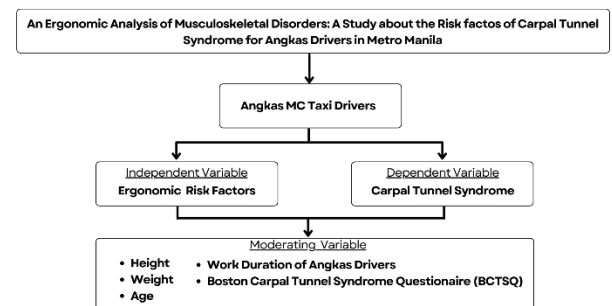 An Ergonomic Analysis of Musculoskeletal Disorders: A Study about the Risk factos of Carpal Tunnel
Syndrome for Angkas Drivers in Metro Manila
Angkas MC Taxi Drivers
Independent Variable
Ergonomic Risk Factors
Dependent Variable
Carpal Tunnel Syndrome
Moderating Variable
• Height
• Weight
• Age
• Work Duration of Angkas Drivers
• Boston Carpal Tunnel Syndrome Questionaire (BCTSQ)